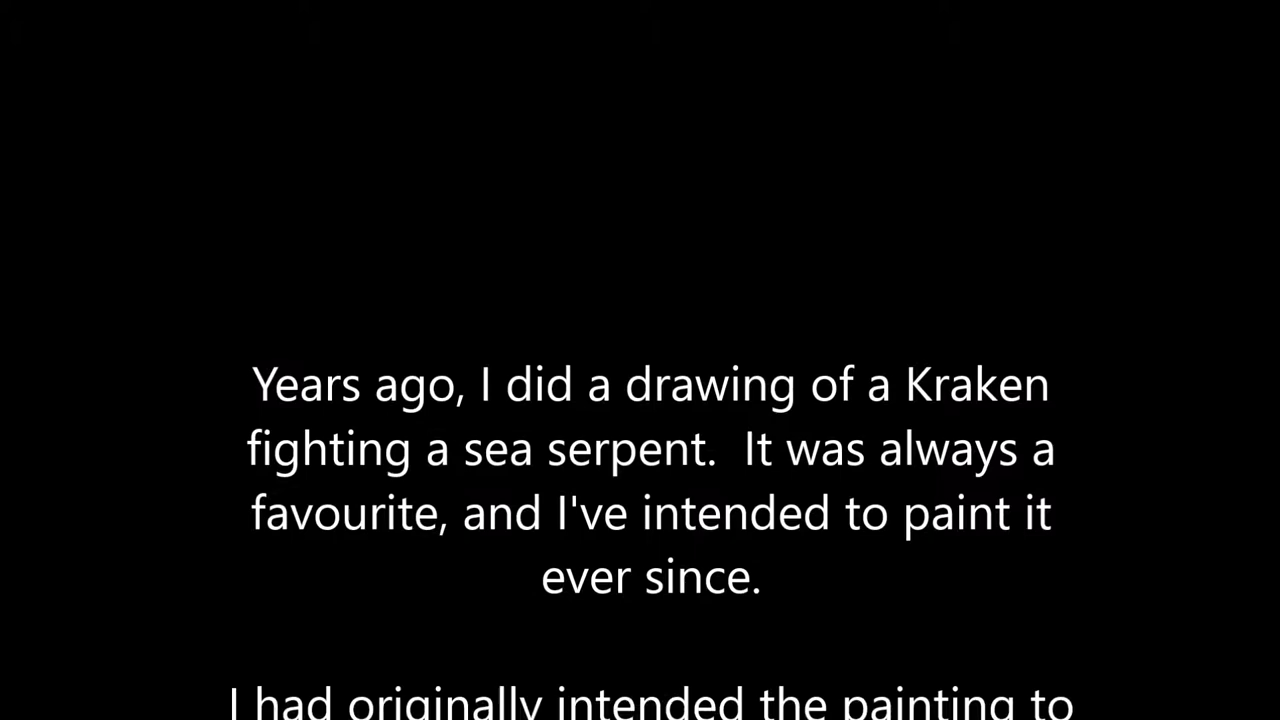 Years ago, I did a drawing of a Kraken
fighting a sea serpent.  It was always a
favourite, and I've intended to paint it
ever since.
I had originally intended the painting to